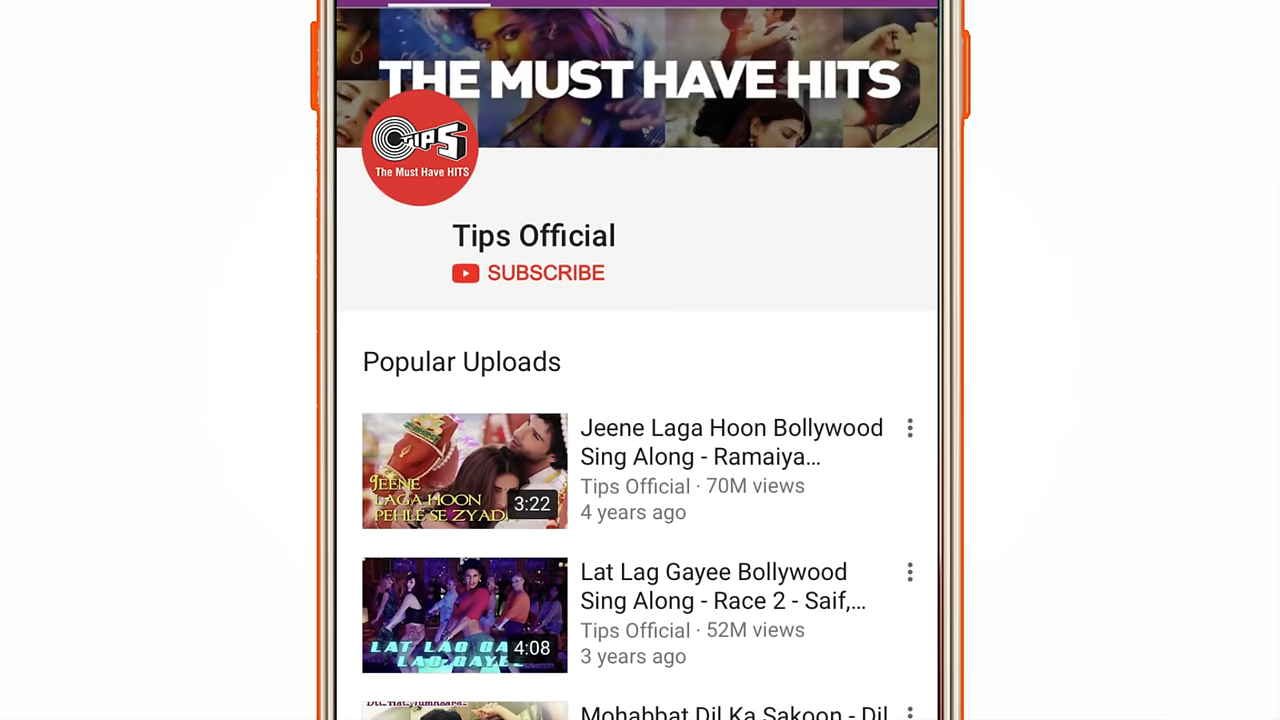 THE MUST HAVE HITS
TIPS
The Must Have HITS
Tips Official
SUBSCRIBE
Popular Uploads
JEENE
LAGA HOON
PEHLE SE ZYAD
3:22
Jeene Laga Hoon Bollywood
Sing Along - Ramaiya...
Tips Official · 70M views
4 years ago
LAT LAG GA
LAG GAYEE
4:08
Lat Lag Gayee Bollywood
Sing Along - Race 2 - Saif,...
Tips Official · 52M views
3 years ago
Mohabbat Dil Ka Sakoon - Dil